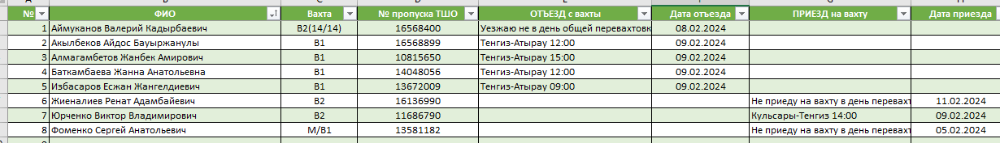 № ФИО Вахта № пропуска ТШО ОТЪЕЗД с вахты Дата отъезда ПРИЕЗД на вахту Дата приезда
1 Аймуканов Валерий Кадырбаевич В2(14/14) 16568400 Уезжаю не в день общей перевахтовк 08.02.2024
2 Акылбеков Айдос Бауыржанулы В1 16568899 Тенгиз-Атырау 12:00 09.02.2024
3 Алмагамбетов Жанбек Амирович В1 10815650 Тенгиз-Атырау 15:00 09.02.2024
4 Баткамбаева Жанна Анатольевна В1 14048056 Тенгиз-Атырау 12:00 09.02.2024
5 Избасаров Есжан Жангелдиевич В1 13672009 Тенгиз-Атырау 09:00 09.02.2024
6 Жиеналиев Ренат Адамбайевич В2 16136990 Не приеду на вахту в день перевахт 11.02.2024
7 Юрченко Виктор Владимирович В2 11686790 Кульсары-Тенгиз 14:00 09.02.2024
8 Фоменко Сергей Анатольевич М/В1 13581182 Не приеду на вахту в день перевахт 05.02.2024